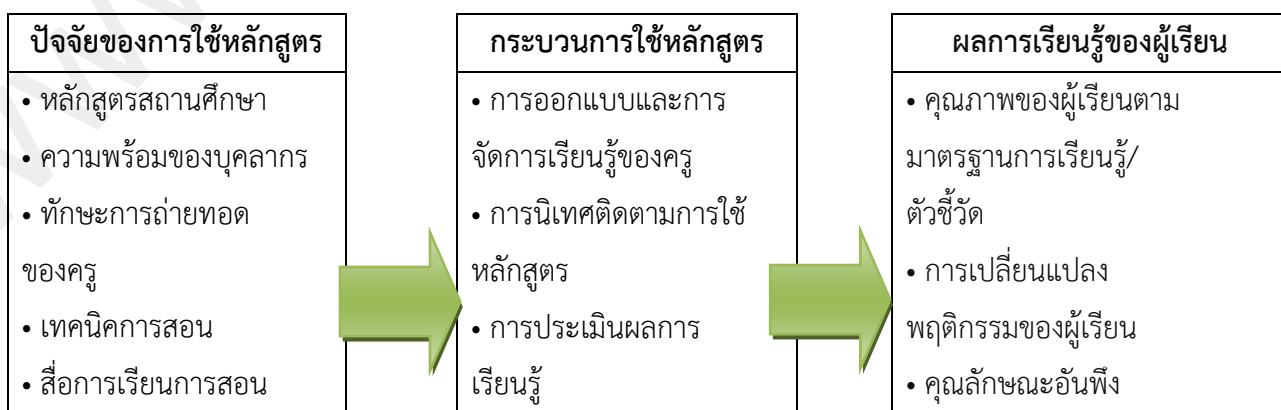 ปัจจัยของการใช้หลักสูตร
• หลักสูตรสถานศึกษา
• ความพร้อมของบุคลากร
• ทักษะการถ่ายทอด
ของครู
• เทคนิคการสอน
• สื่อการเรียนการสอน
กระบวนการใช้หลักสูตร
• การออกแบบและการ
จัดการเรียนรู้ของครู
• การนิเทศติดตามการใช้
หลักสูตร
• การประเมินผลการ
เรียนรู้
ผลการเรียนรู้ของผู้เรียน
• คุณภาพของผู้เรียนตาม
มาตรฐานการเรียนรู้/
ตัวชี้วัด
• การเปลี่ยนแปลง
พฤติกรรมของผู้เรียน
• คุณลักษณะอันพึง